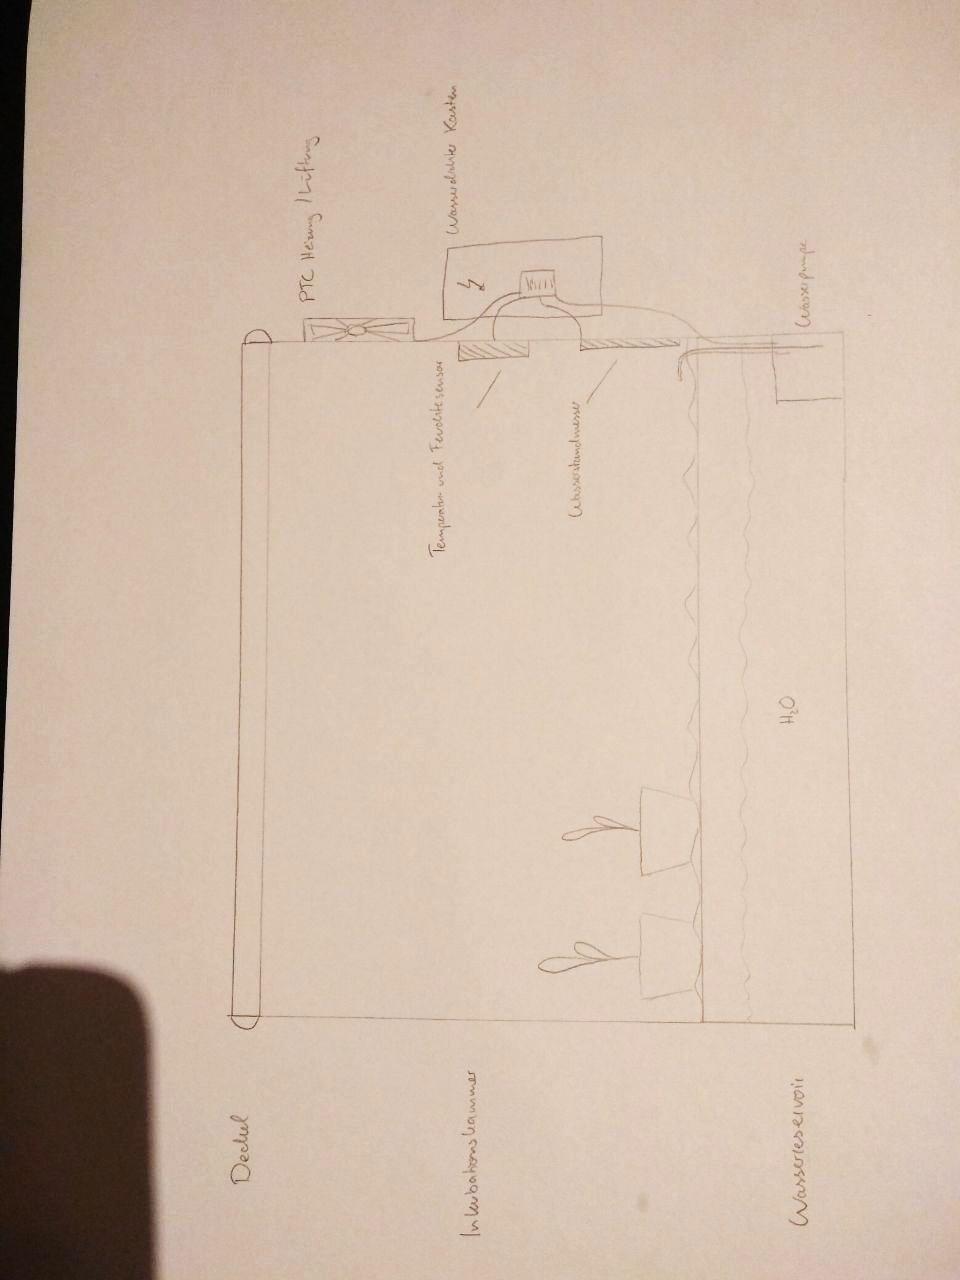 PTC Heizung / Lüftung
Wasserdichter Kasten
Wasserpumpe
Temperatur und Feuchtesensor
Wasserstandmesser
H₂O
Deckel
Inkubationskammer
Wasserreservoir